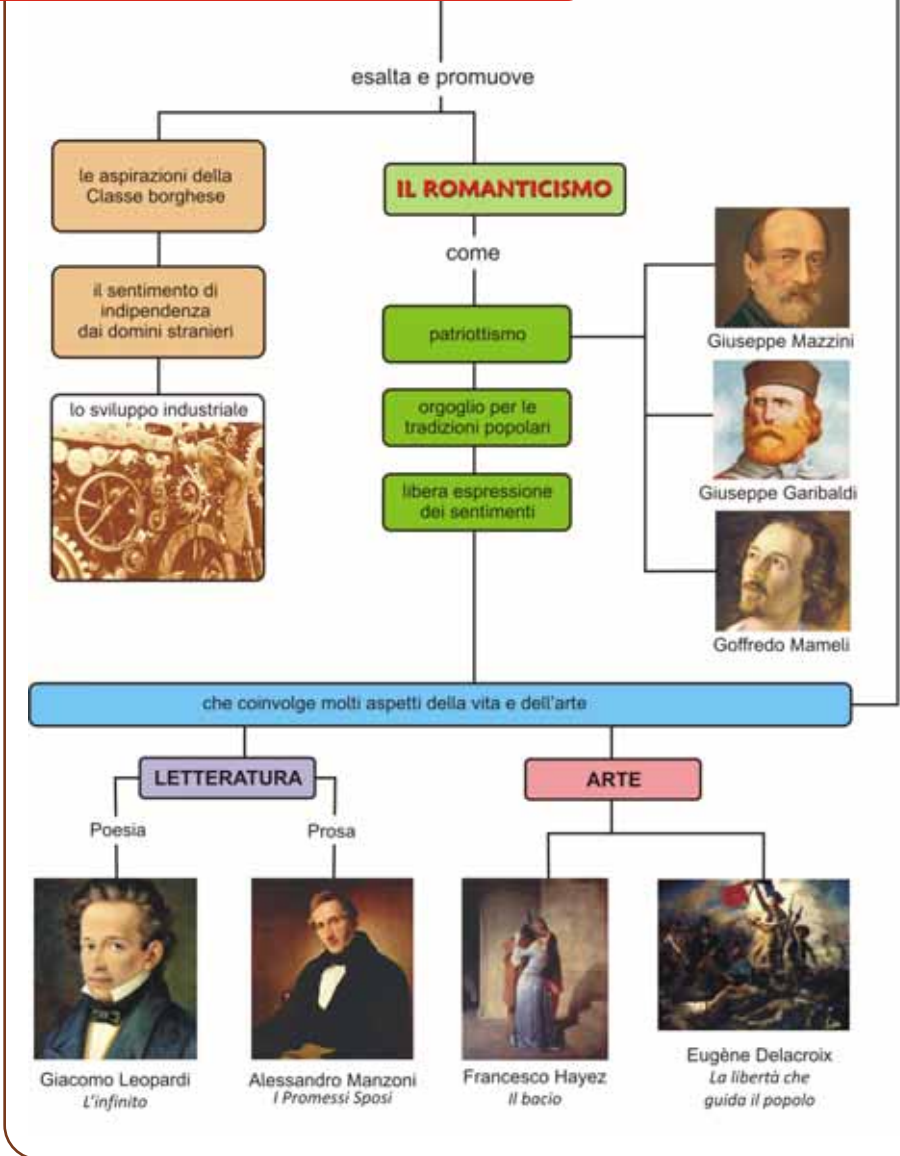 esalta e promuove
le aspirazioni della
Classe borghese
il sentimento di
indipendenza
dai domini stranieri
lo sviluppo industriale
IL ROMANTICISMO
come
patriottismo
orgoglio per le
tradizioni popolari
libera espressione
dei sentimenti
Giuseppe Mazzini
Giuseppe Garibaldi
Goffredo Mameli
che coinvolge molti aspetti della vita e dell'arte
LETTERATURA
Poesia
Prosa
Giacomo Leopardi
L'infinito
Alessandro Manzoni
I Promessi Sposi
ARTE
Francesco Hayez
Il bacio
Eugène Delacroix
La libertà che
guida il popolo